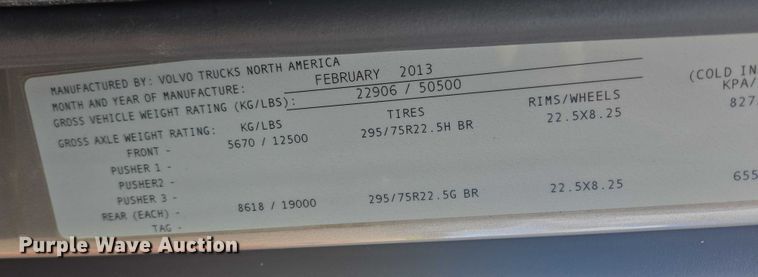 MANUFACTURED BY: VOLVO TRUCKS NORTH AMERICA
MONTH AND YEAR OF MANUFACTURE: FEBRUARY 2013
GROSS VEHICLE WEIGHT RATING (KG/LBS): 22906 / 50500
GROSS AXLE WEIGHT RATING: KG/LBS TIRES RIMS/WHEELS (COLD IN
KPA/
FRONT - 5670 / 12500 295/75R22.5H BR 22.5X8.25 827
PUSHER 1 -
PUSHER2 -
PUSHER 3 -
REAR (EACH) - 8618 / 19000 295/75R22.5G BR 22.5X8.25 655
TAG -
Purple Wave Auction